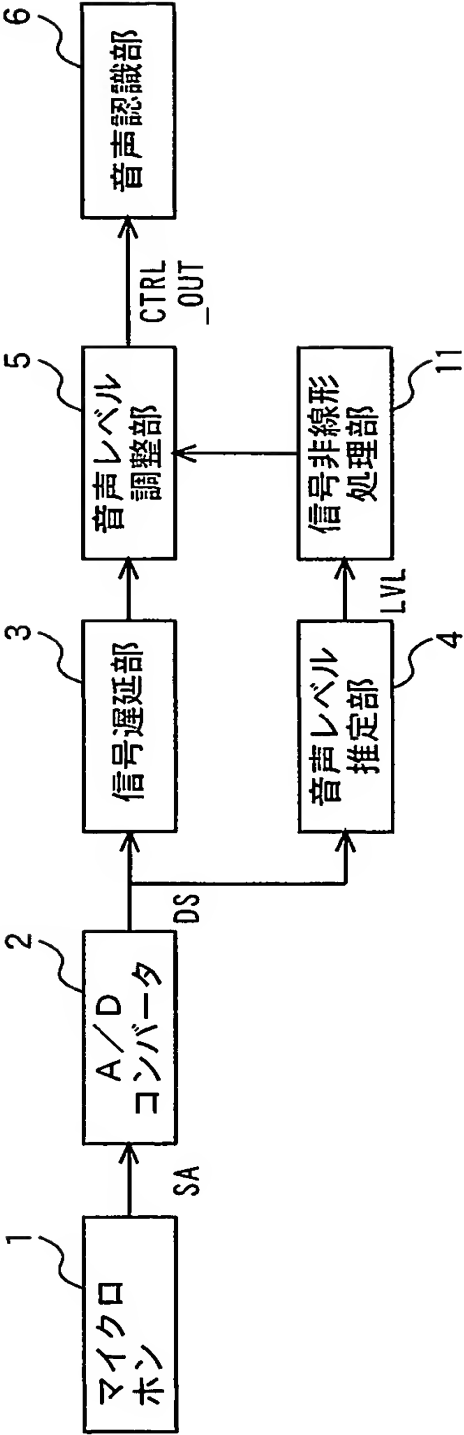 1
マイクロ
ホン
SA
2
A/D
コンバータ
DS
3
信号遅延部
4
音声レベル
推定部
LVL
5
音声レベル
調整部
11
信号非線形
処理部
CTRL
_OUT
6
音声認識部